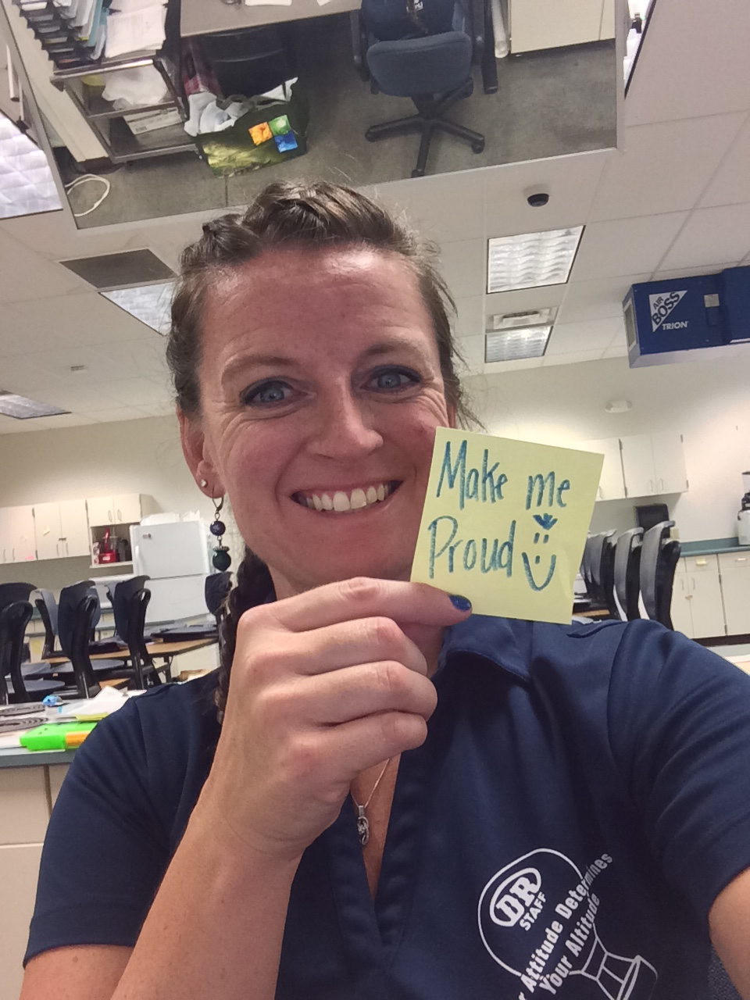 AIR
BOSS
TRION
Make me
Proud
DR
STAFF
Attitude Determines
Your Altitude